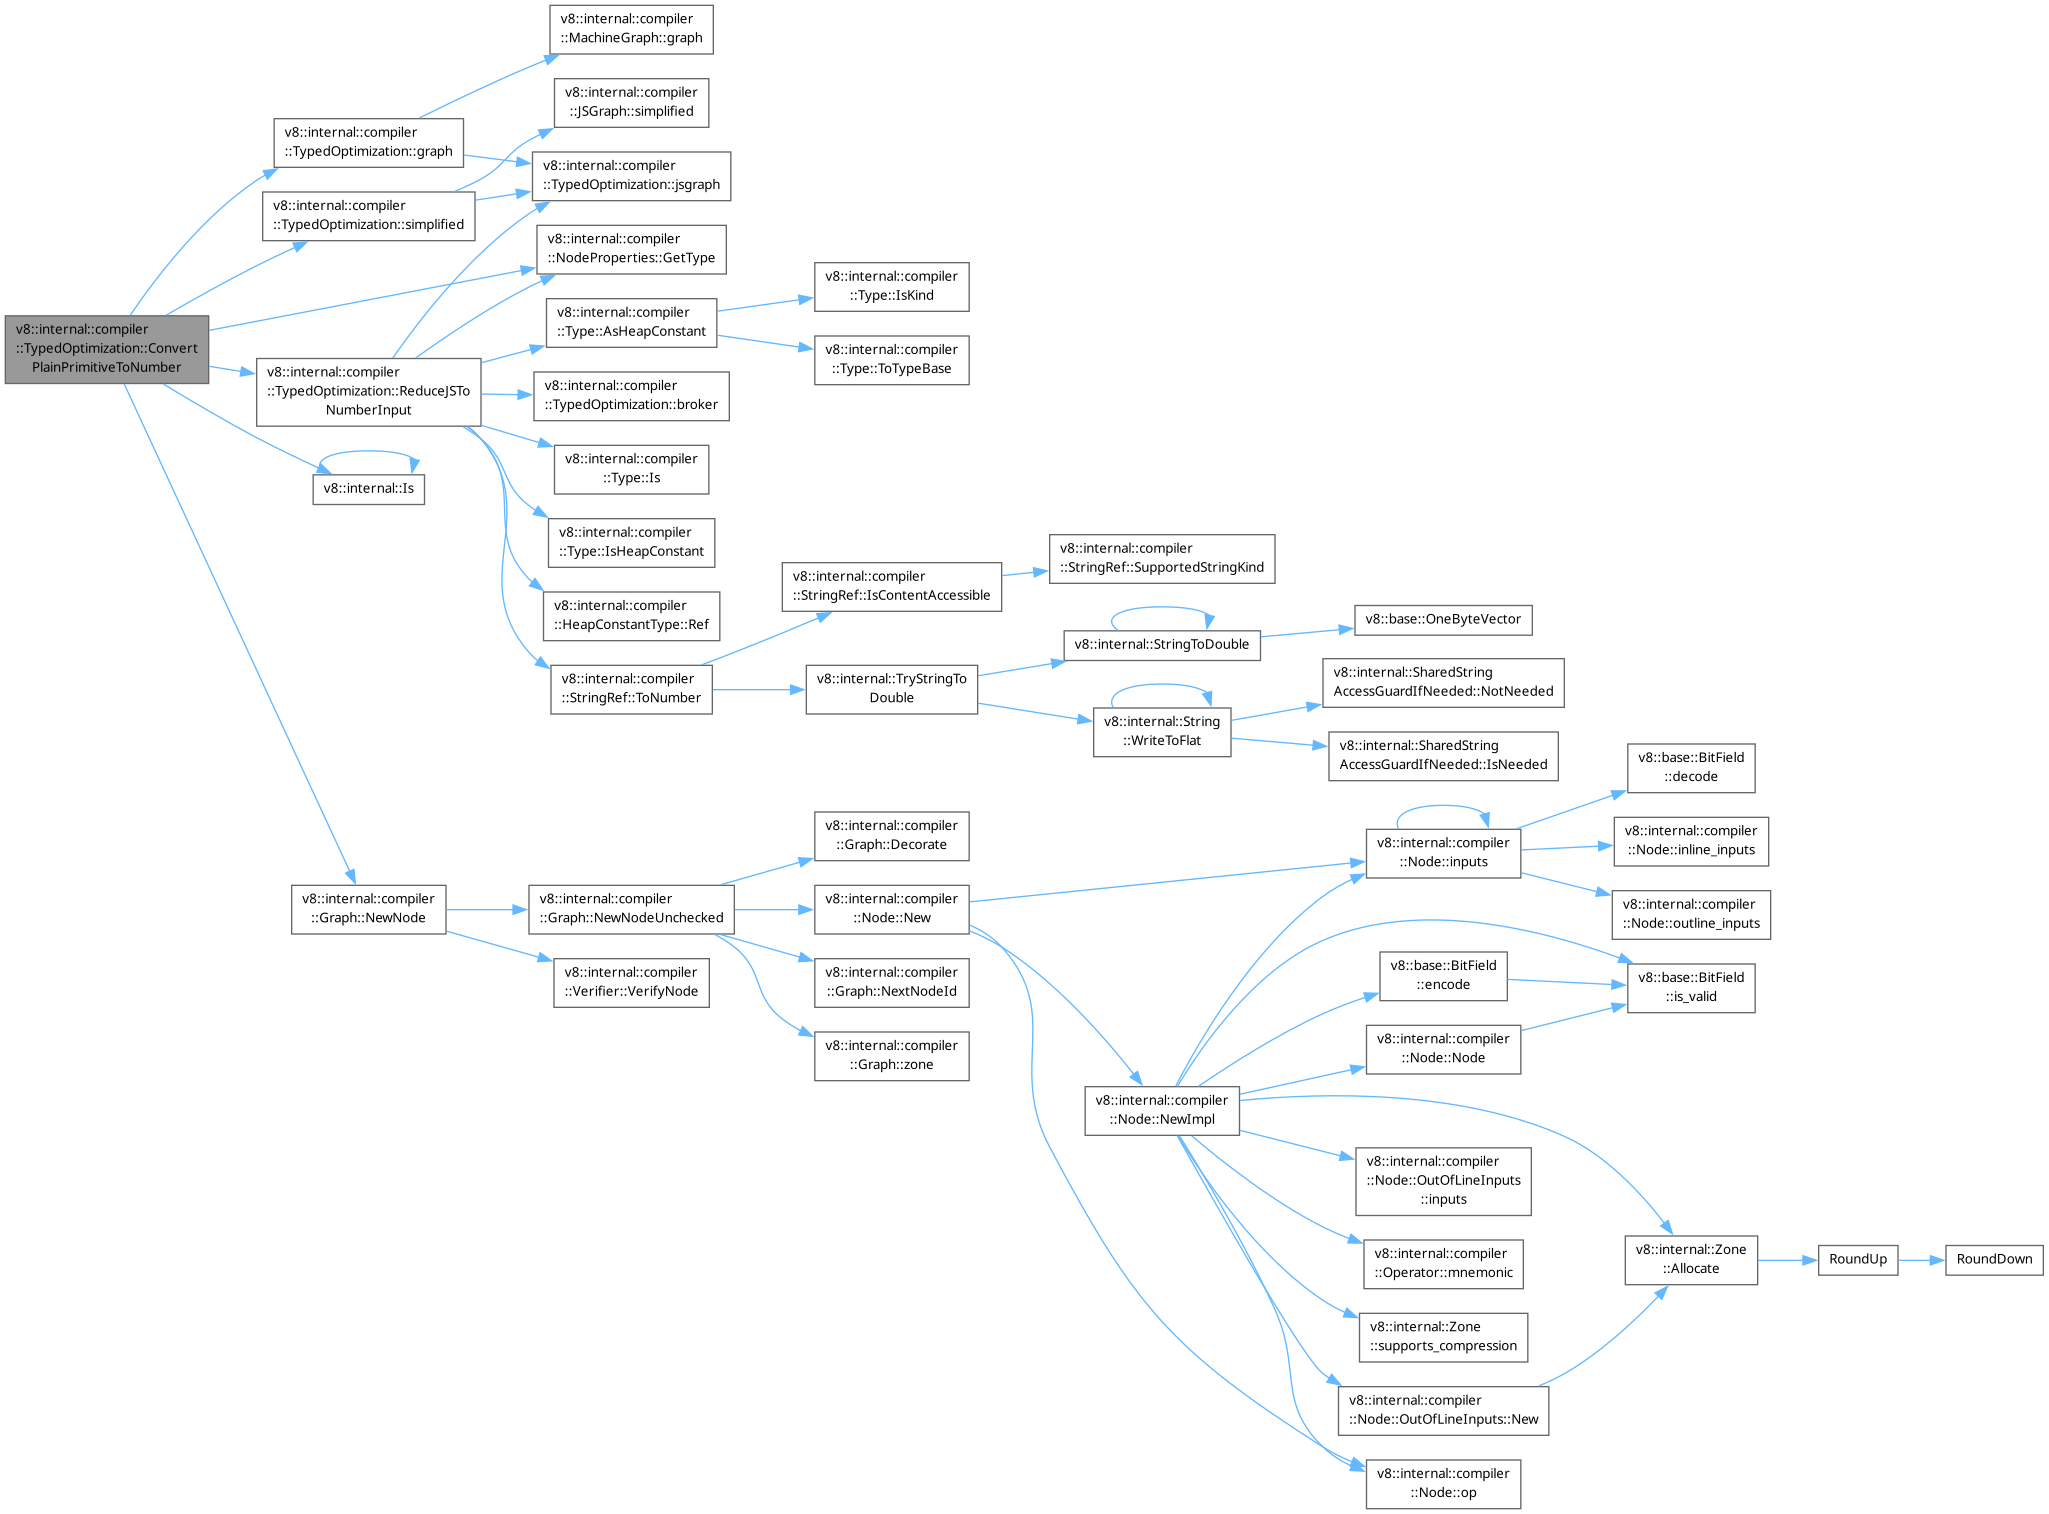 v8::internal::compiler
::MachineGraph::graph
v8::internal::compiler
::JSGraph::simplified
v8::internal::compiler
::TypedOptimization::graph
v8::internal::compiler
::TypedOptimization::jsgraph
v8::internal::compiler
::TypedOptimization::simplified
v8::internal::compiler
::NodeProperties::GetType
v8::internal::compiler
::Type::IsKind
v8::internal::compiler
::Type::AsHeapConstant
v8::internal::compiler
::TypedOptimization::Convert
PlainPrimitiveToNumber
v8::internal::compiler
::Type::ToTypeBase
v8::internal::compiler
::TypedOptimization::ReduceJSTo
NumberInput
v8::internal::compiler
::TypedOptimization::broker
v8::internal::compiler
::Type::Is
v8::internal::Is
v8::internal::compiler
::Type::IsHeapConstant
v8::internal::compiler
::StringRef::SupportedStringKind
v8::internal::compiler
::StringRef::IsContentAccessible
v8::internal::compiler
::HeapConstantType::Ref
v8::base::OneByteVector
v8::internal::StringToDouble
v8::internal::compiler
::StringRef::ToNumber
v8::internal::TryStringTo
Double
v8::internal::SharedString
AccessGuardIfNeeded::NotNeeded
v8::internal::String
::WriteToFlat
v8::internal::SharedString
AccessGuardIfNeeded::IsNeeded
v8::base::BitField
::decode
v8::internal::compiler
::Graph::Decorate
v8::internal::compiler
::Node::inputs
v8::internal::compiler
::Node::inline_inputs
v8::internal::compiler
::Graph::NewNode
v8::internal::compiler
::Graph::NewNodeUnchecked
v8::internal::compiler
::Node::New
v8::internal::compiler
::Node::outline_inputs
v8::internal::compiler
::Verifier::VerifyNode
v8::internal::compiler
::Graph::NextNodeId
v8::base::BitField
::encode
v8::base::BitField
::is_valid
v8::internal::compiler
::Graph::zone
v8::internal::compiler
::Node::Node
v8::internal::compiler
::Node::NewImpl
v8::internal::compiler
::Node::OutOfLineInputs
::inputs
v8::internal::compiler
::Operator::mnemonic
v8::internal::Zone
::Allocate
RoundUp
RoundDown
v8::internal::Zone
::supports_compression
v8::internal::compiler
::Node::OutOfLineInputs::New
v8::internal::compiler
::Node::op